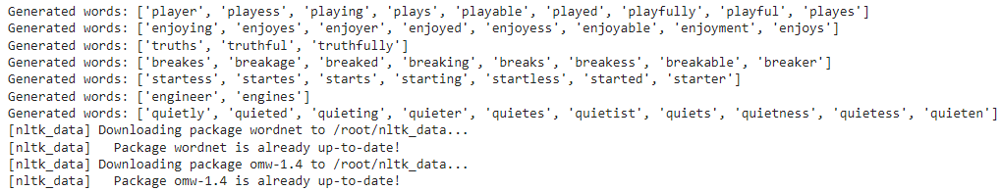 Generated words: ['player', 'playess', 'playing', 'plays', 'playable', 'played', 'playfully', 'playful', 'playes']
Generated words: ['enjoying', 'enjoyes', 'enjoyer', 'enjoyed', 'enjoyess', 'enjoyable', 'enjoyment', 'enjoys']
Generated words: ['truths', 'truthful', 'truthfully']
Generated words: ['breakes', 'breakage', 'breaked', 'breaking', 'breaks', 'breakess', 'breakable', 'breaker']
Generated words: ['startess', 'startes', 'starts', 'starting', 'startless', 'started', 'starter']
Generated words: ['engineer', 'engines']
Generated words: ['quietly', 'quieted', 'quieting', 'quieter', 'quietes', 'quietist', 'quiets', 'quietness', 'quietess', 'quieten']
[nltk_data] Downloading package wordnet to /root/nltk_data...
[nltk_data]   Package wordnet is already up-to-date!
[nltk_data] Downloading package omw-1.4 to /root/nltk_data...
[nltk_data]   Package omw-1.4 is already up-to-date!